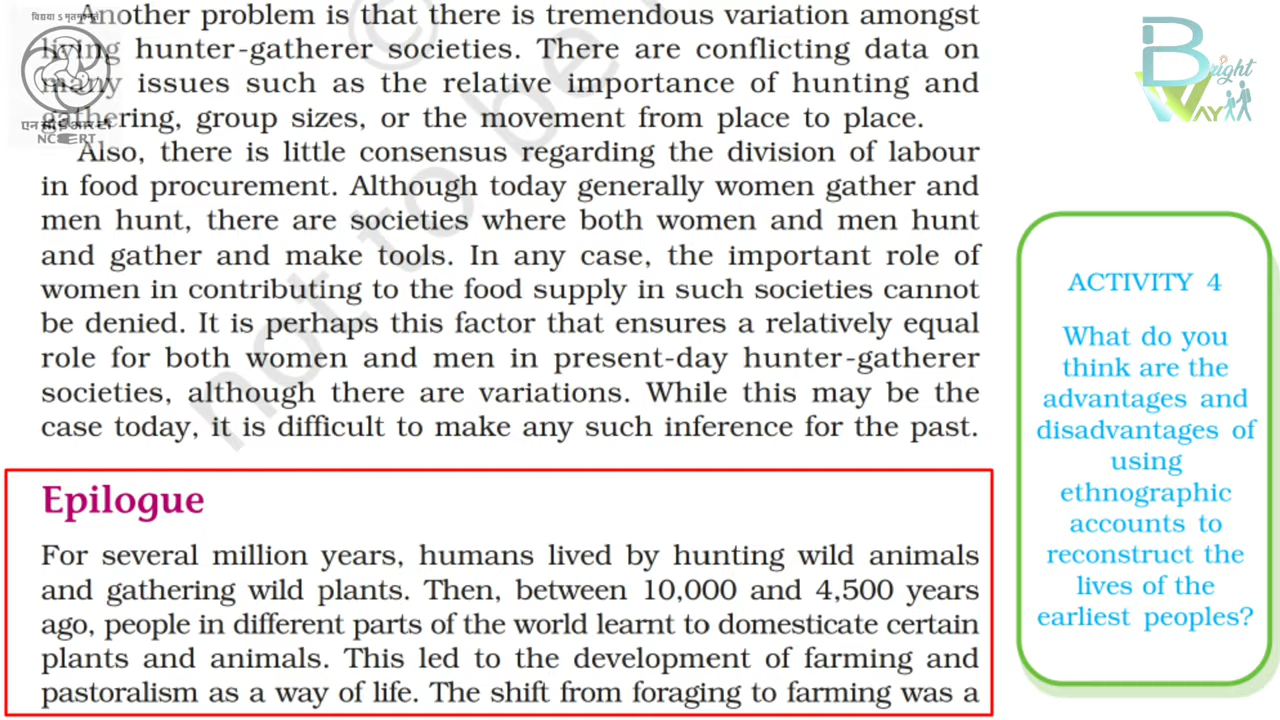 Another problem is that there is tremendous variation amongst
living hunter-gatherer societies. There are conflicting data on
many issues such as the relative importance of hunting and
gathering, group sizes, or the movement from place to place.
Also, there is little consensus regarding the division of labour
in food procurement. Although today generally women gather and
men hunt, there are societies where both women and men hunt
and gather and make tools. In any case, the important role of
women in contributing to the food supply in such societies cannot
be denied. It is perhaps this factor that ensures a relatively equal
role for both women and men in present-day hunter-gatherer
societies, although there are variations. While this may be the
case today, it is difficult to make any such inference for the past.
Epilogue
For several million years, humans lived by hunting wild animals
and gathering wild plants. Then, between 10,000 and 4,500 years
ago, people in different parts of the world learnt to domesticate certain
plants and animals. This led to the development of farming and
pastoralism as a way of life. The shift from foraging to farming was a
ACTIVITY 4
What do you
think are the
advantages and
disadvantages of
using
ethnographic
accounts to
reconstruct the
lives of the
earliest peoples?
विद्यया ऽ मृतमश्नुते
एन सी ई आर टी
NCERT
Bright
WAY
©
not to be